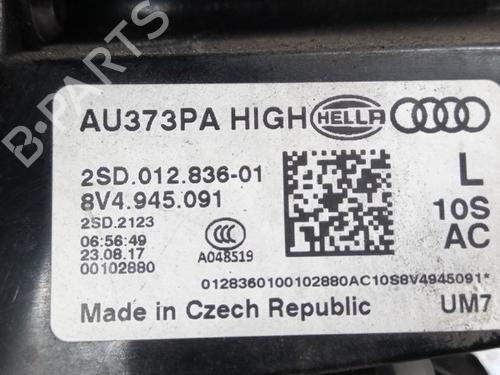 AU373PA HIGH HELLA
2SD.012.836-01
8V4.945.091
2SD.2123
06:56:49
23.08.17
00102880
CCC
A048519
L
10S
AC
0128360100102880AC10S8V4945091*
Made in Czech Republic
UM7
B-PARTS